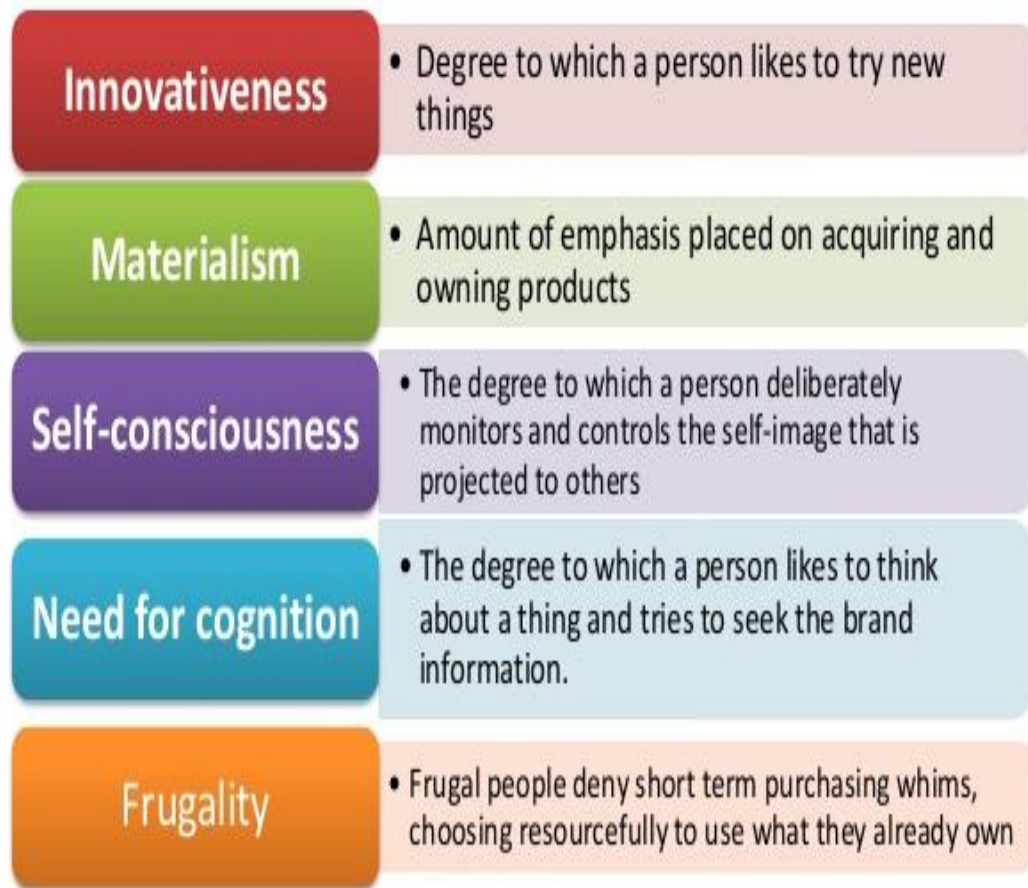 Innovativeness
• Degree to which a person likes to try new
things
Materialism
• Amount of emphasis placed on acquiring and
owning products
Self-consciousness
• The degree to which a person deliberately
monitors and controls the self-image that is
projected to others
Need for cognition
• The degree to which a person likes to think
about a thing and tries to seek the brand
information.
Frugality
• Frugal people deny short term purchasing whims,
choosing resourcefully to use what they already own